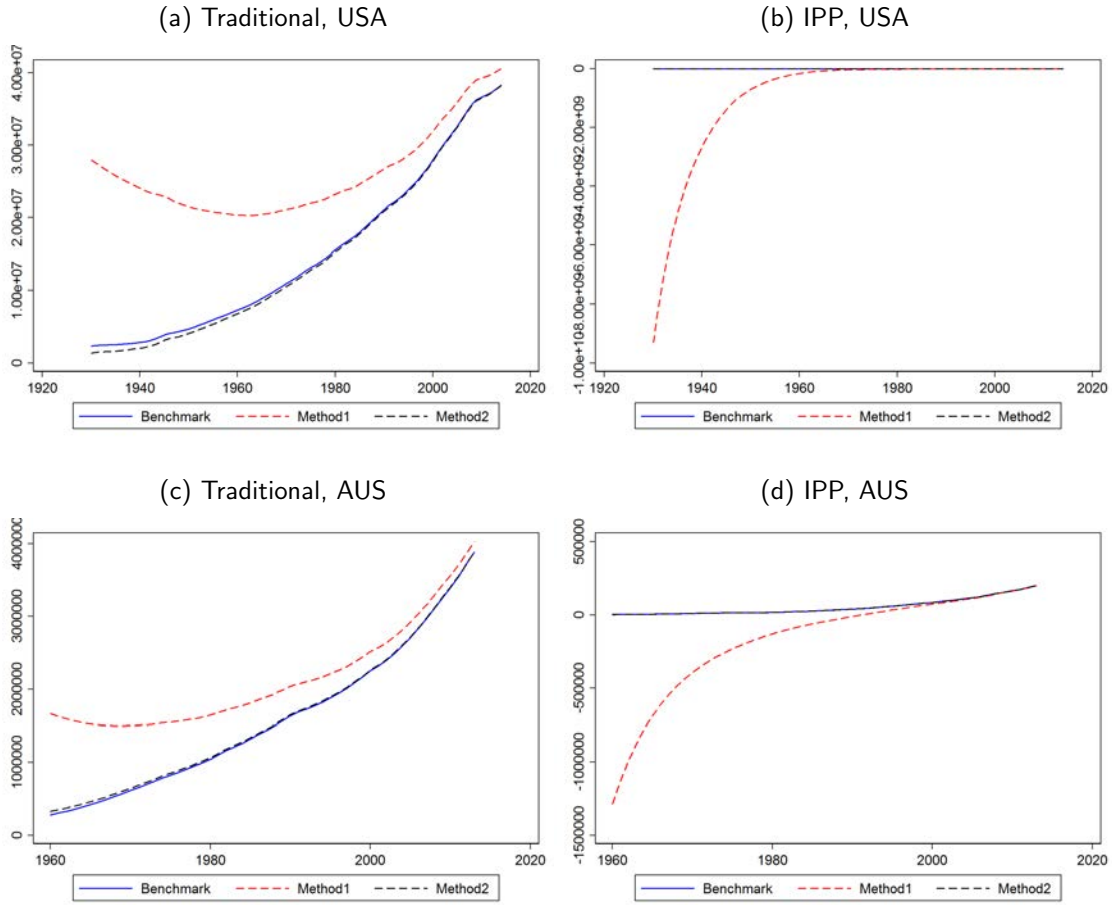 (a) Traditional, USA
4.00e+07
3.00e+07
2.00e+07
1.00e+07
0
1920 1940 1960 1980 2000 2020
Benchmark Method1 Method2
(b) IPP, USA
0
-1.00e+108.00e+096.00e+094.00e+092.00e+09
1920 1940 1960 1980 2000 2020
Benchmark Method1 Method2
(c) Traditional, AUS
4000000
3000000
2000000
1000000
0
1960 1980 2000 2020
Benchmark Method1 Method2
(d) IPP, AUS
500000
0
-500000
-1000000
-1500000
1960 1980 2000 2020
Benchmark Method1 Method2